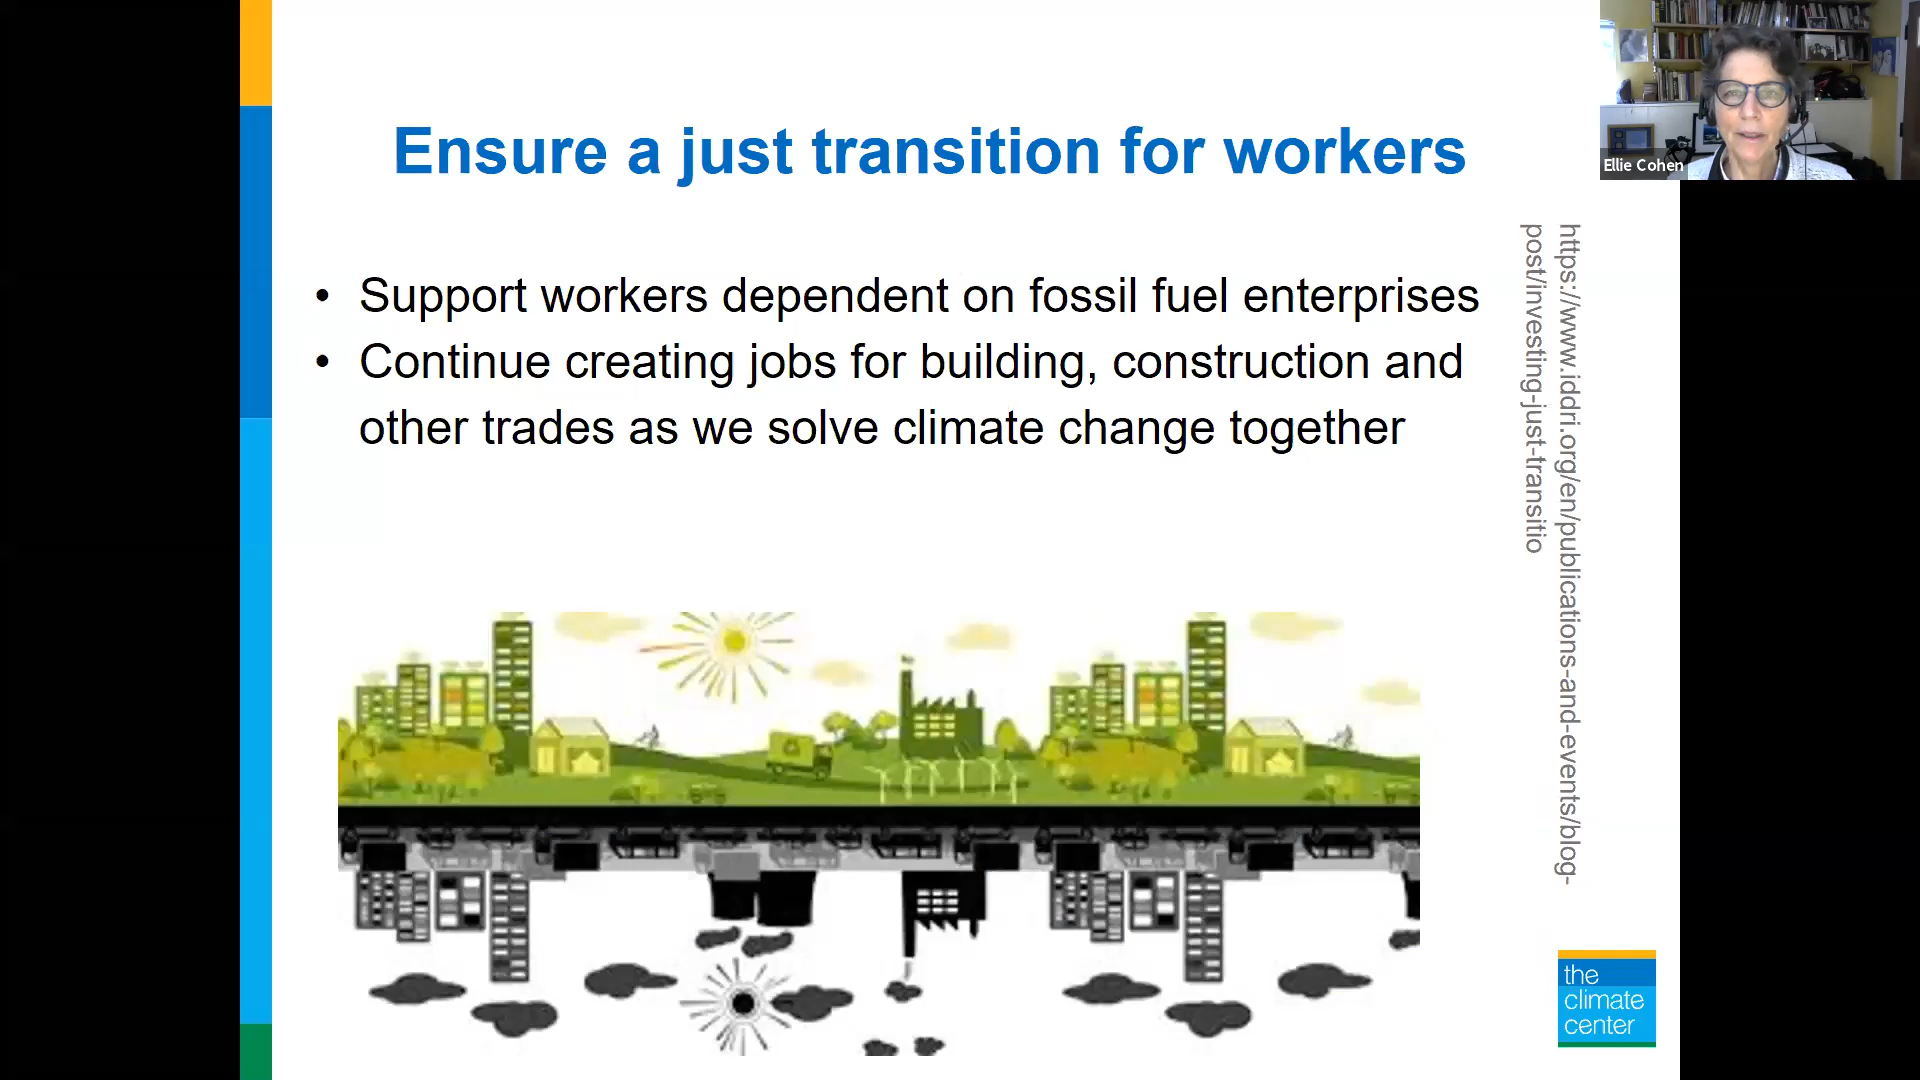 Ensure a just transition for workers
Ellie Cohen
• Support workers dependent on fossil fuel enterprises
• Continue creating jobs for building, construction and
other trades as we solve climate change together
https://www.iddri.org/en/publications-and-events/blog-
post/investing-just-transitio
the
climate
center